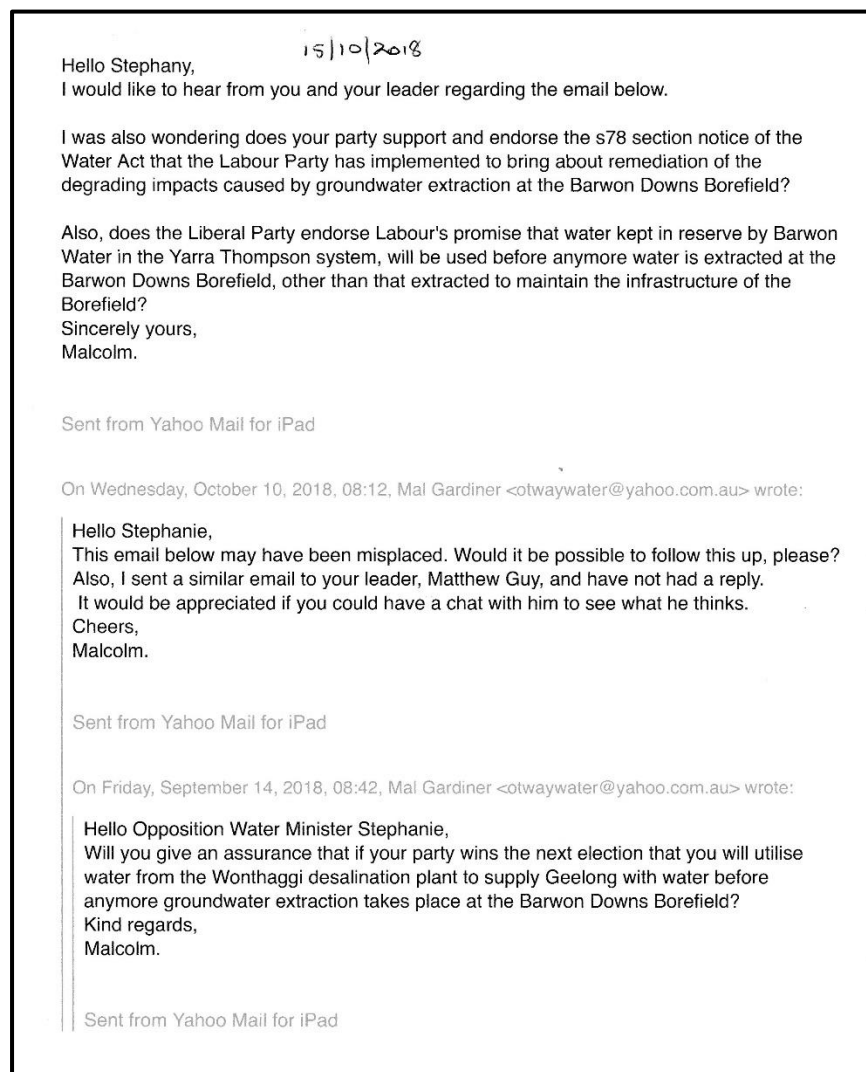 15/10/2018
Hello Stephany,
I would like to hear from you and your leader regarding the email below.
I was also wondering does your party support and endorse the s78 section notice of the
Water Act that the Labour Party has implemented to bring about remediation of the
degrading impacts caused by groundwater extraction at the Barwon Downs Borefield?
Also, does the Liberal Party endorse Labour's promise that water kept in reserve by Barwon
Water in the Yarra Thompson system, will be used before anymore water is extracted at the
Barwon Downs Borefield, other than that extracted to maintain the infrastructure of the
Borefield?
Sincerely yours,
Malcolm.
Sent from Yahoo Mail for iPad
On Wednesday, October 10, 2018, 08:12, Mal Gardiner <otwaywater@yahoo.com.au> wrote:
Hello Stephanie,
This email below may have been misplaced. Would it be possible to follow this up, please?
Also, I sent a similar email to your leader, Matthew Guy, and have not had a reply.
It would be appreciated if you could have a chat with him to see what he thinks.
Cheers,
Malcolm.
Sent from Yahoo Mail for iPad
On Friday, September 14, 2018, 08:42, Mal Gardiner <otwaywater@yahoo.com.au> wrote:
Hello Opposition Water Minister Stephanie,
Will you give an assurance that if your party wins the next election that you will utilise
water from the Wonthaggi desalination plant to supply Geelong with water before
anymore groundwater extraction takes place at the Barwon Downs Borefield?
Kind regards,
Malcolm.
Sent from Yahoo Mail for iPad